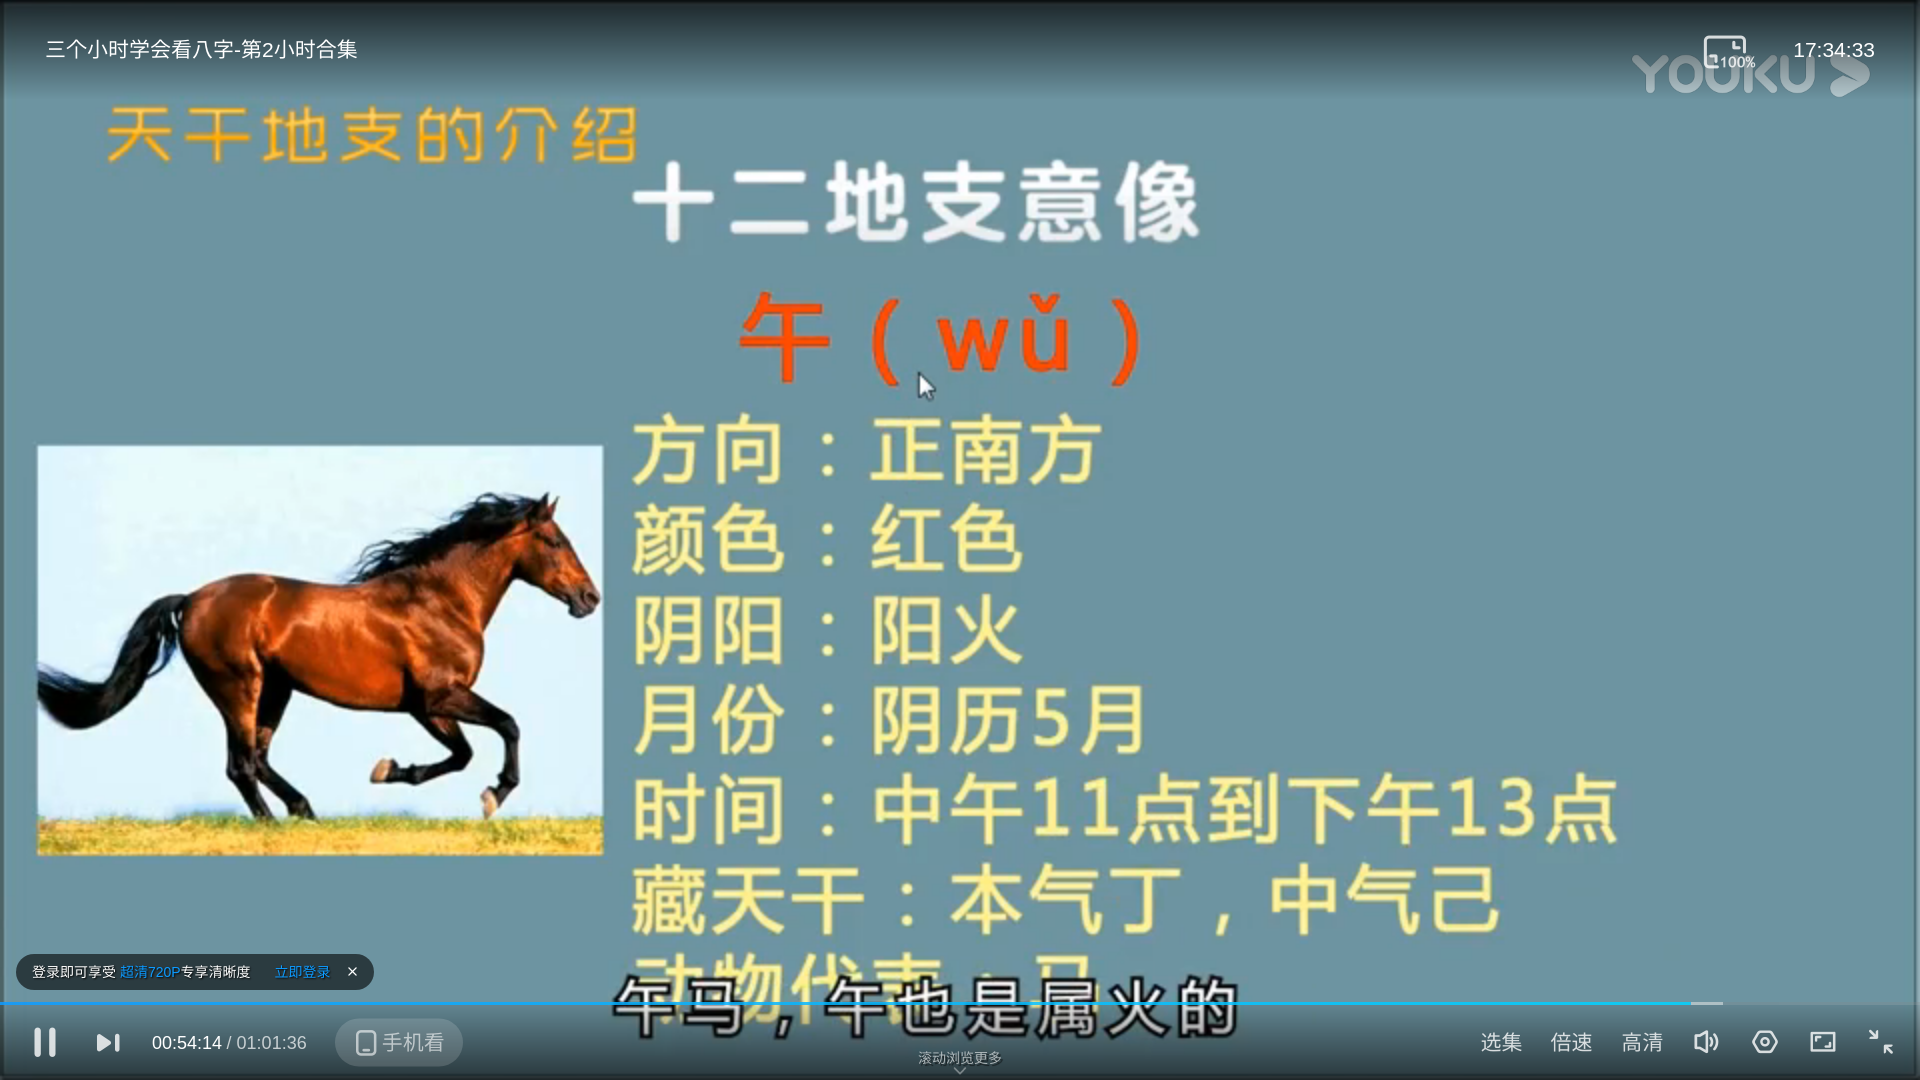 三个小时学会看八字-第2小时合集
100%
17:34:33
YOUKU
天干地支的介绍
十二地支意像
午（wǔ）
方向：正南方
颜色：红色
阴阳：阳火
月份：阴历5月
时间：中午11点到下午13点
藏天干：本气丁，中气己
动物代表：马
登录即可享受 超清720P专享清晰度 立即登录 ×
午马，午也是属火的
00:54:14 / 01:01:36
手机看
选集 倍速 高清
滚动浏览更多